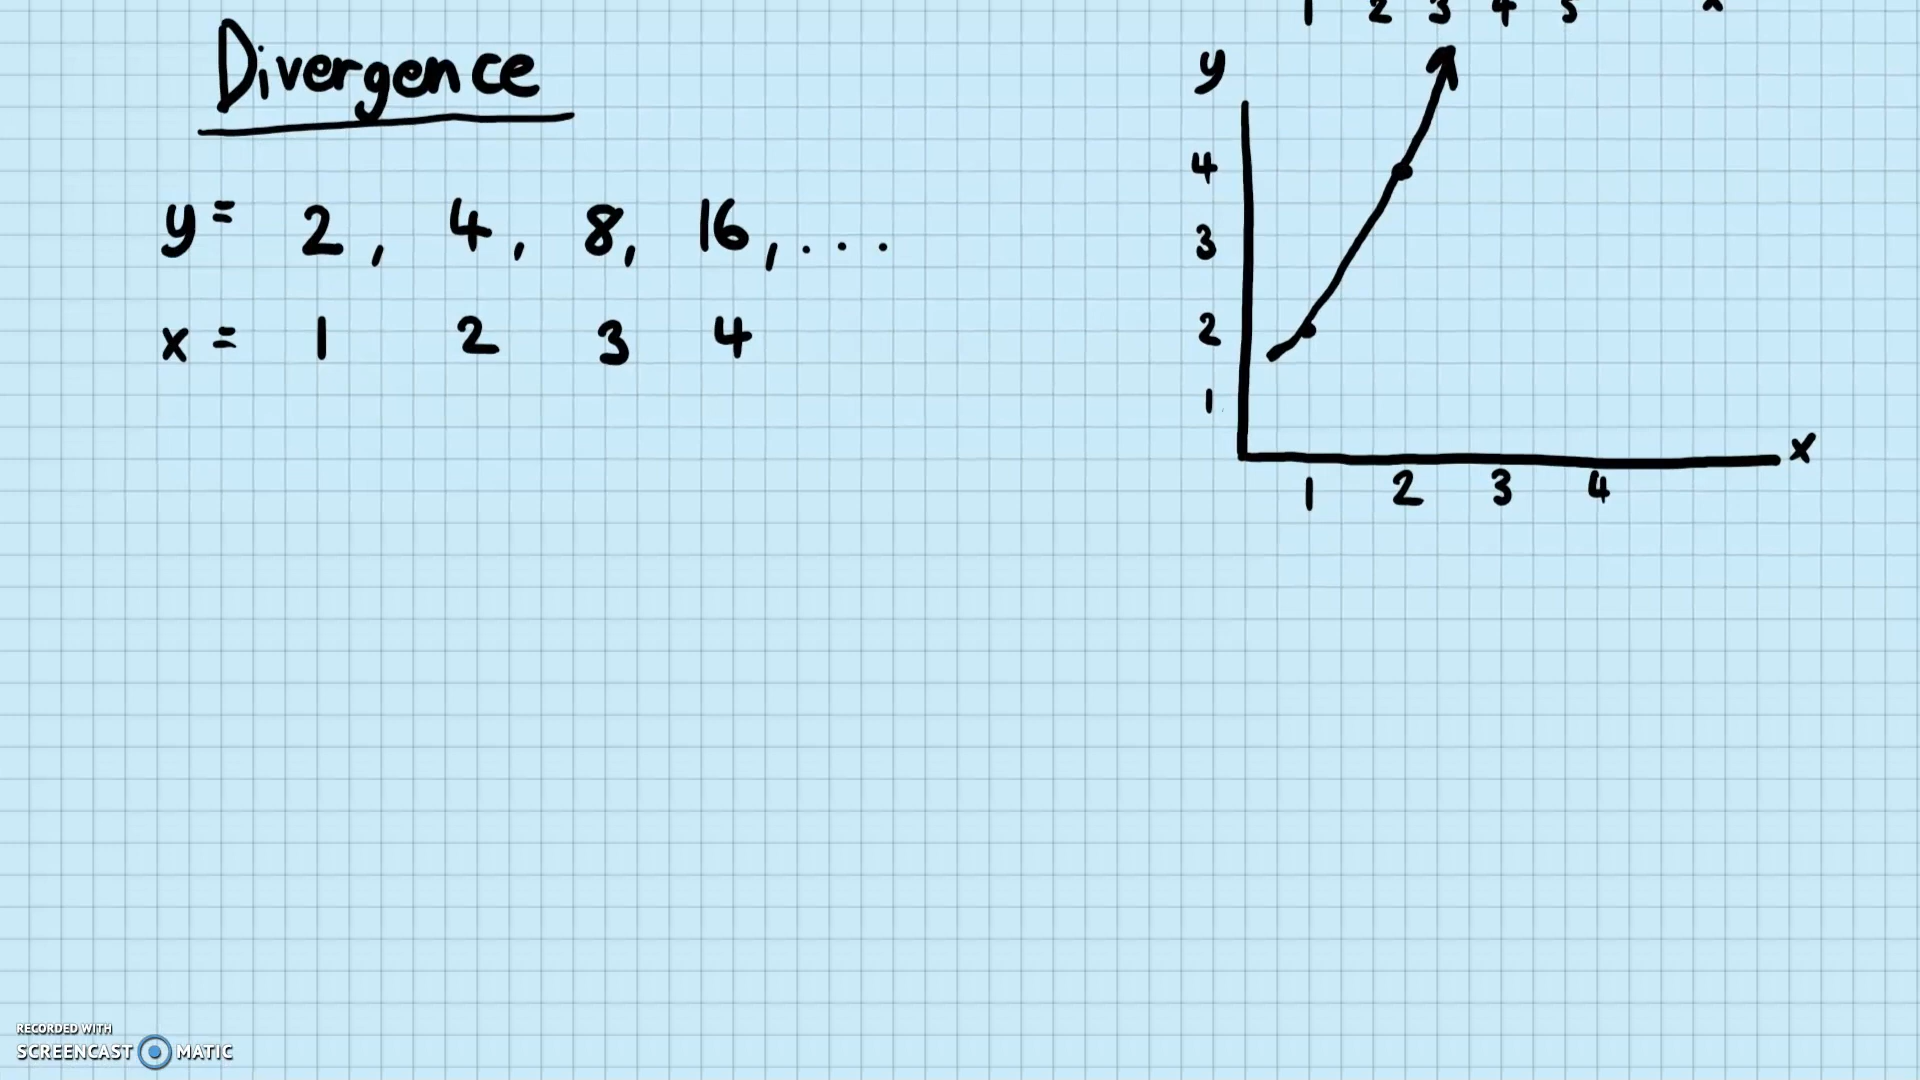 1 2 3 4 5 x
Divergence
y= 2, 4, 8, 16, ...
x = 1 2 3 4
y
4
3
2
1
x
1 2 3 4
RECORDED WITH
SCREENCAST MATIC